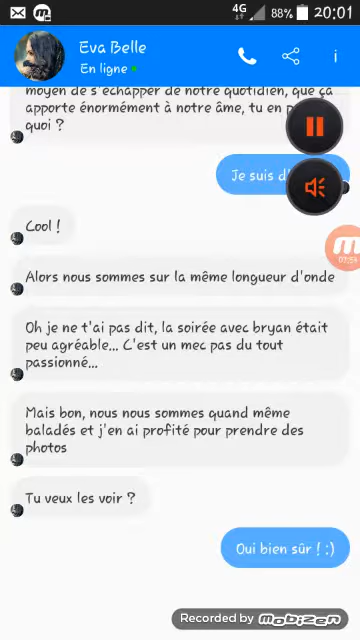 4G 88% 20:01
Eva Belle
En ligne
moyen de s'échapper de notre quotidien, que ça
apporte énormément à notre âme, tu en
quoi ?
Je suis
Cool !
Alors nous sommes sur la même longueur d'onde
Oh je ne t'ai pas dit, la soirée avec bryan était
peu agréable... C'est un mec pas du tout
passionné...
Mais bon, nous nous sommes quand même
baladés et j'en ai profité pour prendre des
photos
Tu veux les voir ?
Oui bien sûr ! :)
Recorded by mobizen